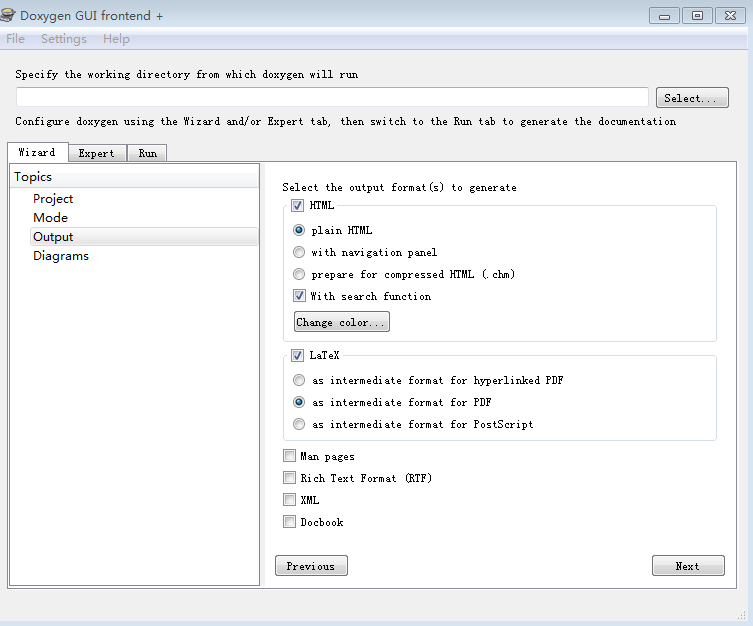 Doxygen GUI frontend +
File Settings Help
Specify the working directory from which doxygen will run
Select...
Configure doxygen using the Wizard and/or Expert tab, then switch to the Run tab to generate the documentation
Wizard Expert Run
Topics
Project
Mode
Output
Diagrams
Select the output format(s) to generate
HTML
plain HTML
with navigation panel
prepare for compressed HTML (.chm)
With search function
Change color...
LaTeX
as intermediate format for hyperlinked PDF
as intermediate format for PDF
as intermediate format for PostScript
Man pages
Rich Text Format (RTF)
XML
Docbook
Previous Next